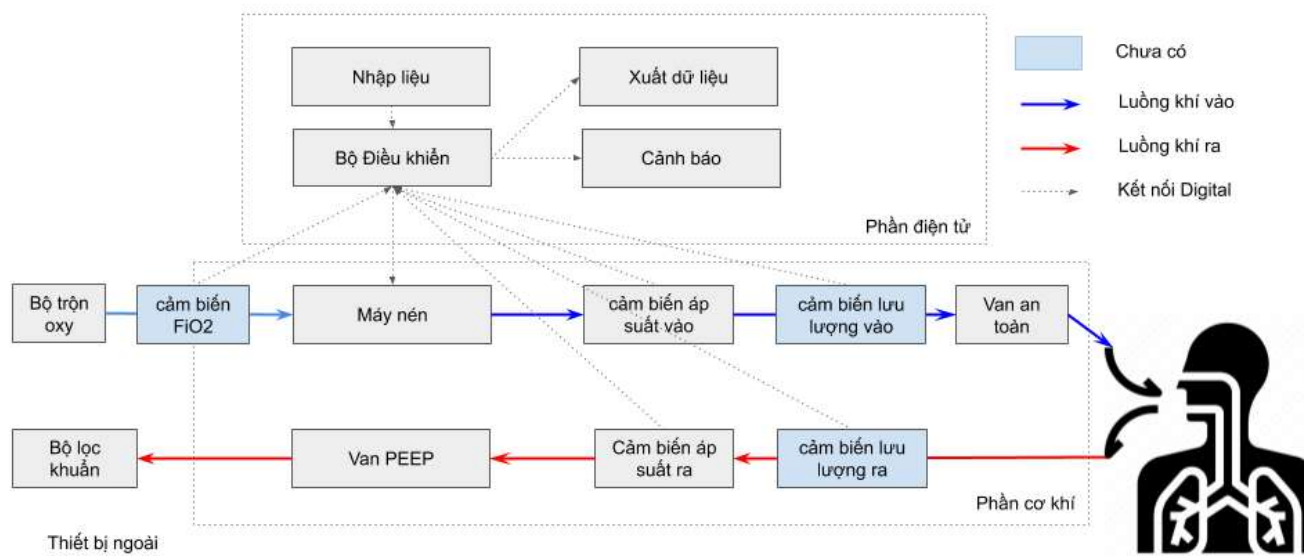 Nhập liệu
Xuất dữ liệu
Chưa có
Luồng khí vào
Bộ Điều khiển
Cảnh báo
Luồng khí ra
Kết nối Digital
Phần điện tử
Bộ trộn
oxy
cảm biến
FiO2
Máy nén
cảm biến áp
suất vào
cảm biến lưu
lượng vào
Van an
toàn
Bộ lọc
khuẩn
Van PEEP
Cảm biến áp
suất ra
cảm biến lưu
lượng ra
Phần cơ khí
Thiết bị ngoài